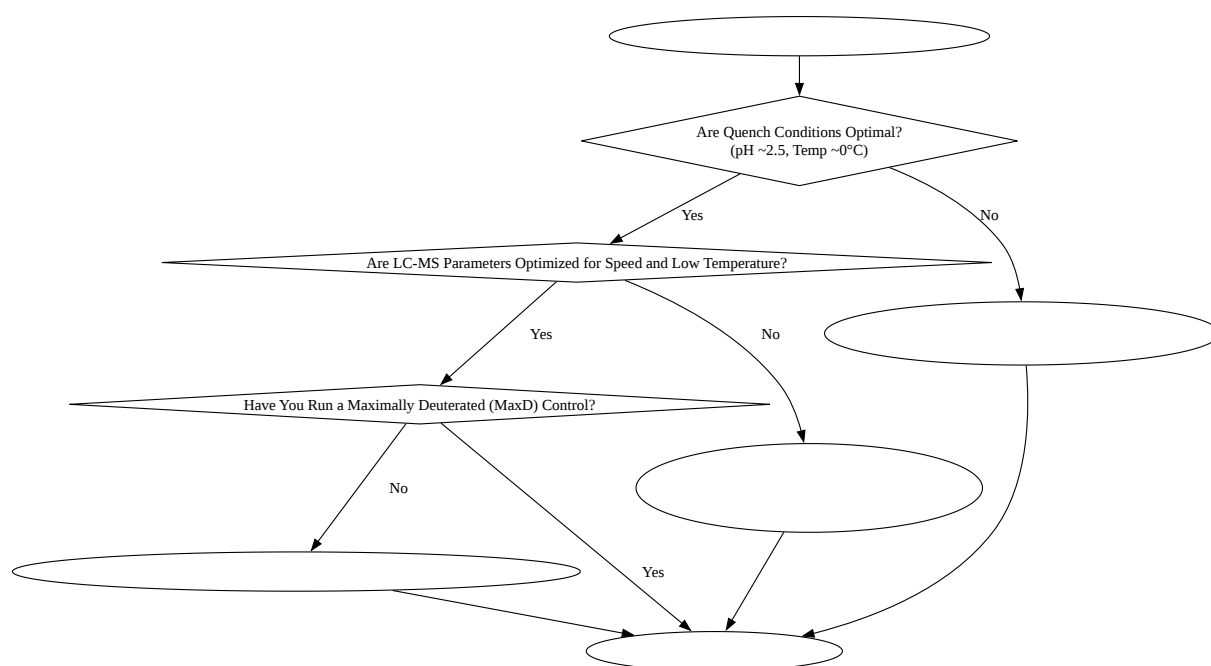 Are Quench Conditions Optimal?
(pH ~2.5, Temp ~0°C)
Yes
No
Are LC-MS Parameters Optimized for Speed and Low Temperature?
Yes
No
Have You Run a Maximally Deuterated (MaxD) Control?
No
Yes